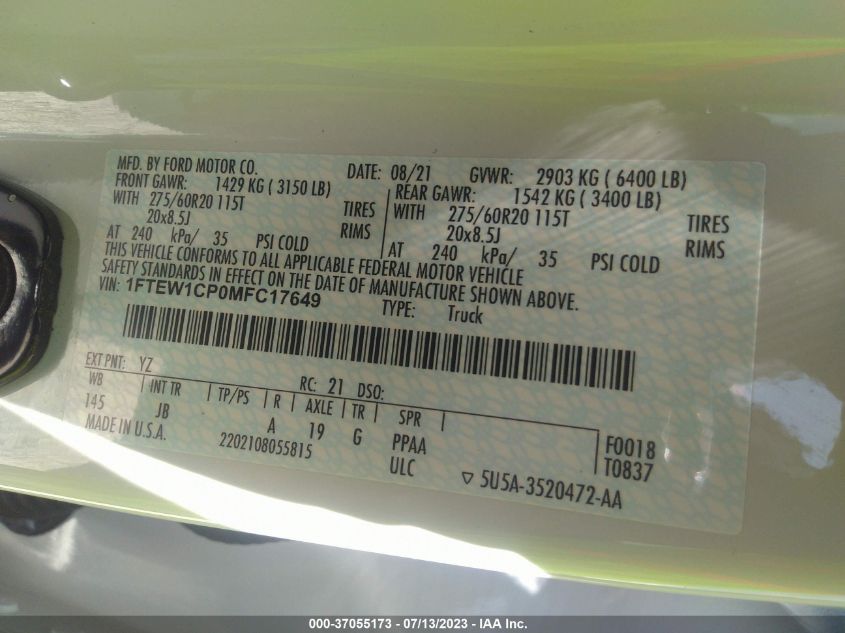 MFD. BY FORD MOTOR CO. DATE: 08/21 GVWR: 2903 KG ( 6400 LB)
FRONT GAWR: 1429 KG ( 3150 LB) REAR GAWR: 1542 KG ( 3400 LB)
WITH 275/60R20 115T TIRES WITH 275/60R20 115T TIRES
20x8.5J RIMS 20x8.5J RIMS
AT 240 kPa/ 35 PSI COLD AT 240 kPa/ 35 PSI COLD
THIS VEHICLE CONFORMS TO ALL APPLICABLE FEDERAL MOTOR VEHICLE
SAFETY STANDARDS IN EFFECT ON THE DATE OF MANUFACTURE SHOWN ABOVE.
VIN: 1FTEW1CP0MFC17649 TYPE: Truck
EXT PNT: YZ RC: 21 DSO:
WB INT TR TP/PS R AXLE TR SPR
145 JB A 19 G PPAA F0018
MADE IN U.S.A. 2202108055815 ULC T0837
▽ 5U5A-3520472-AA
000-37055173 - 07/13/2023 - IAA Inc.